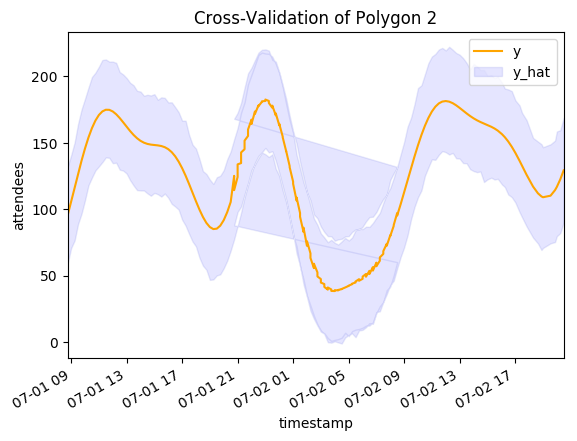 Cross-Validation of Polygon 2
y
y_hat
attendees
200
150
100
50
0
07-01 09
07-01 13
07-01 17
07-01 21
07-02 01
07-02 05
07-02 09
07-02 13
07-02 17
timestamp